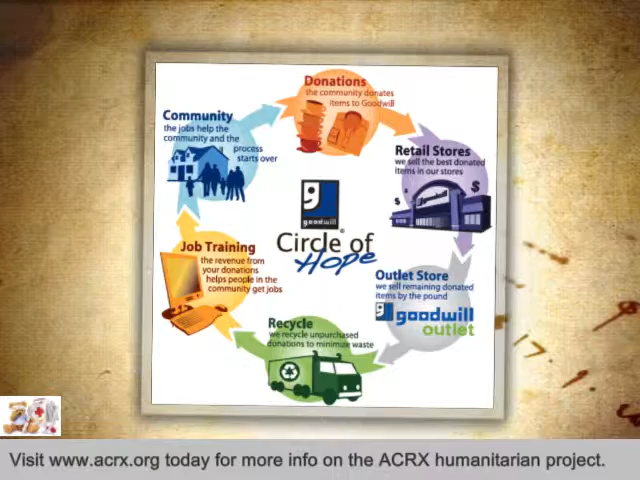 Donations
the community donates
items to Goodwill
Community
the jobs help the
community and the
process
starts over
Retail Stores
we sell the best donated
items in our stores
goodwill
$
$
goodwill
Circle of
Hope
®
Job Training
the revenue from
your donations
helps people in the
community get jobs
Outlet Store
we sell remaining donated
items by the pound
goodwill
outlet
Recycle
we recycle unpurchased
donations to minimize waste
17.
Visit www.acrx.org today for more info on the ACRX humanitarian project.